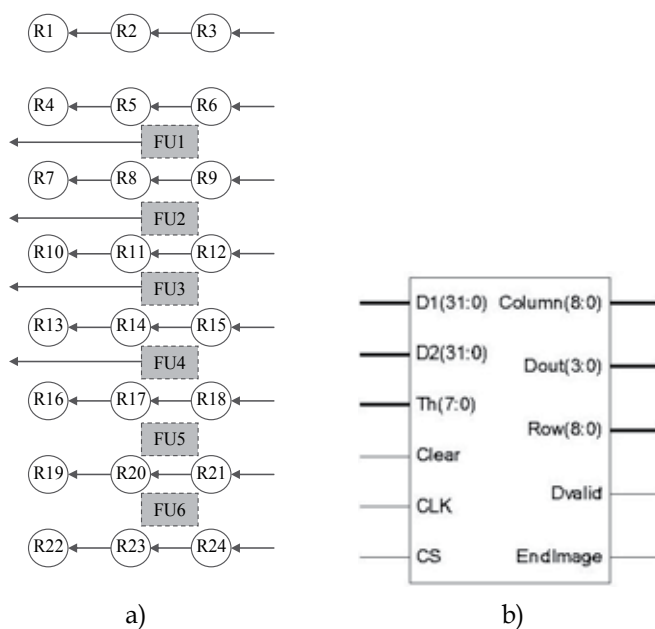 R1 R2 R3
R4 R5 R6
FU1
R7 R8 R9
FU2
R10 R11 R12
FU3
R13 R14 R15
FU4
R16 R17 R18
FU5
R19 R20 R21
FU6
R22 R23 R24
a)
D1(31:0) Column(8:0)
D2(31:0)
Dout(3:0)
Th(7:0)
Row(8:0)
Clear
Dvalid
CLK
CS EndImage
b)